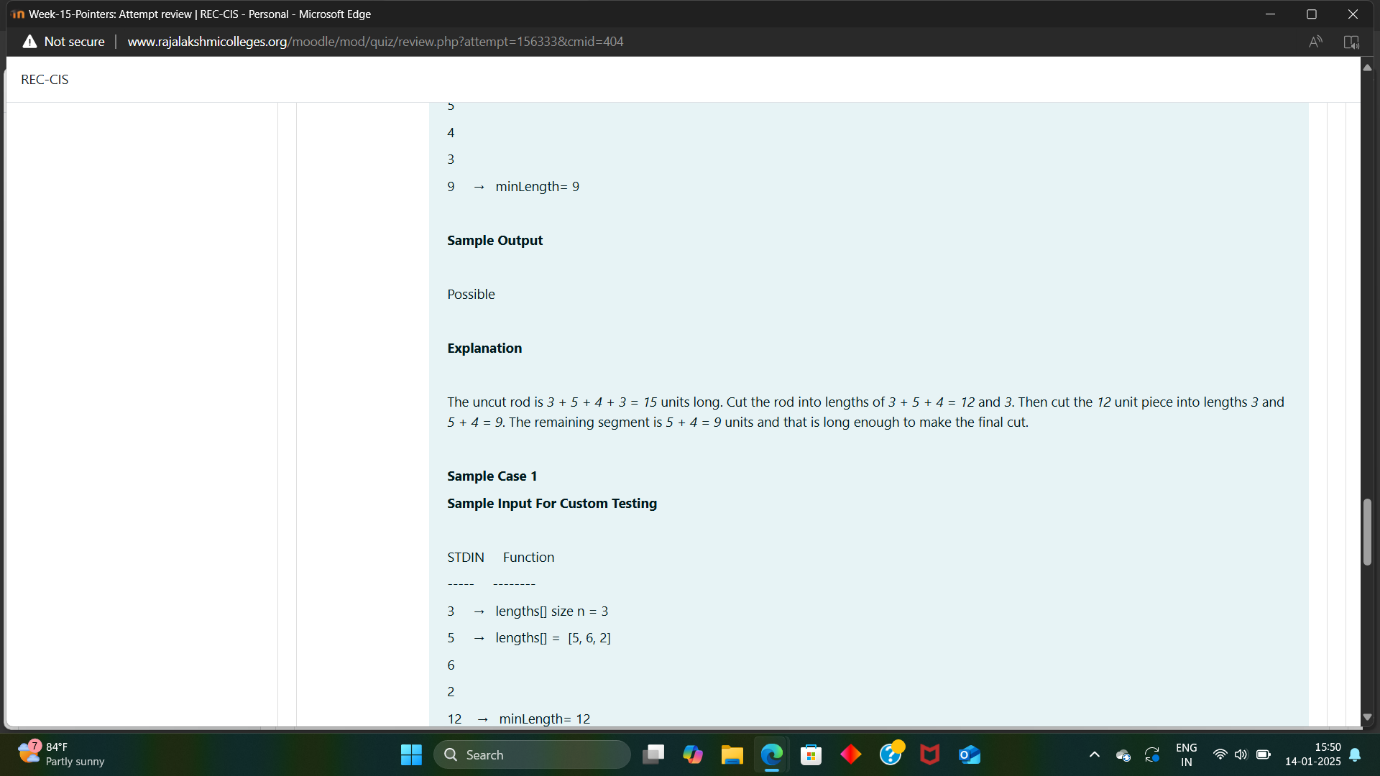 Week-15-Pointers: Attempt review | REC-CIS - Personal - Microsoft Edge
Not secure | www.rajalakshmicolleges.org/moodle/mod/quiz/review.php?attempt=156333&cmid=404
REC-CIS
5
4
3
9 → minLength= 9
Sample Output
Possible
Explanation
The uncut rod is 3 + 5 + 4 + 3 = 15 units long. Cut the rod into lengths of 3 + 5 + 4 = 12 and 3. Then cut the 12 unit piece into lengths 3 and
5 + 4 = 9. The remaining segment is 5 + 4 = 9 units and that is long enough to make the final cut.
Sample Case 1
Sample Input For Custom Testing
STDIN Function
----- --------
3 → lengths[] size n = 3
5 → lengths[] = [5, 6, 2]
6
2
12 → minLength= 12
7
84°F
Partly sunny
Search
ENG
IN
15:50
14-01-2025